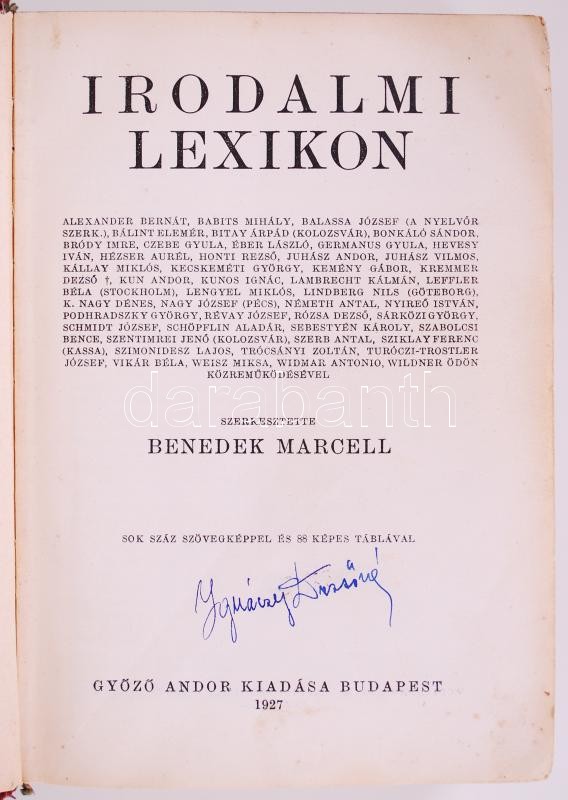 IRODALMI
LEXIKON
ALEXANDER BERNÁT, BABITS MIHÁLY, BALASSA JÓZSEF (A NYELVŐR
SZERK.), BÁLINT ELEMÉR, BITAY ÁRPÁD (KOLOZSVÁR), BONKÁLÓ SÁNDOR,
BRÓDY IMRE, CZEBE GYULA, ÉBER LÁSZLÓ, GERMANUS GYULA, HEVESY
IVÁN, HÉZSER AURÉL, HONTI REZSŐ, JUHÁSZ ANDOR, JUHÁSZ VILMOS,
KÁLLAY MIKLÓS, KECSKEMÉTI GYÖRGY, KEMÉNY GÁBOR, KREMMER
DEZSŐ †, KUN ANDOR, KUNOS IGNÁC, LAMBRECHT KÁLMÁN, LEFFLER
BÉLA (STOCKHOLM), LENGYEL MIKLÓS, LINDBERG NILS (GÖTEBORG),
K. NAGY DÉNES, NAGY JÓZSEF (PÉCS), NÉMETH ANTAL, NYIREŐ ISTVÁN,
PODHRADSZKY GYÖRGY, RÉVAY JÓZSEF, RÓZSA DEZSŐ, SÁRKÖZI GYÖRGY,
SCHMIDT JÓZSEF, SCHÖPFLIN ALADÁR, SEBESTYÉN KÁROLY, SZABOLCSI
BENCE, SZENTIMREI JENŐ (KOLOZSVÁR), SZERB ANTAL, SZIKLAY FERENC
(KASSA), SZIMONIDESZ LAJOS, TRÓCSÁNYI ZOLTÁN, TURÓCZI-TROSTLER
JÓZSEF, VIKÁR BÉLA, WEISZ MIKSA, WIDMAR ANTONIO, WILDNER ÖDÖN
KÖZREMŰKÖDÉSÉVEL
darabanth
SZERKESZTETTE
BENEDEK MARCELL
SOK SZÁZ SZÖVEGKÉPPEL ÉS 88 KÉPES TÁBLÁVAL
Dezsőné
GYŐZŐ ANDOR KIADÁSA BUDAPEST
1927